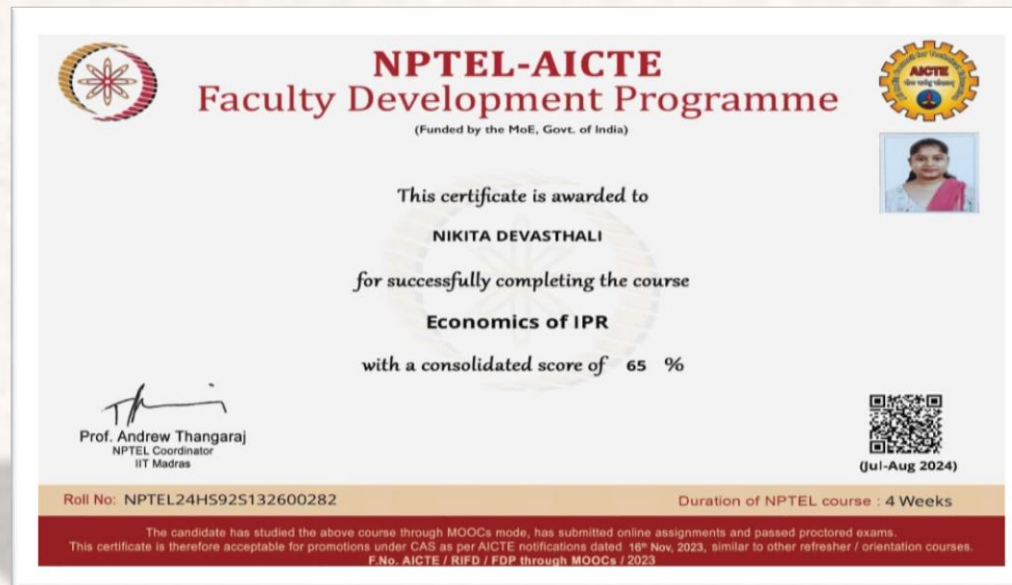 NPTEL-AICTE
Faculty Development Programme
(Funded by the MoE, Govt. of India)
AICTE
This certificate is awarded to
NIKITA DEVASTHALI
for successfully completing the course
Economics of IPR
with a consolidated score of 65 %
Prof. Andrew Thangaraj
NPTEL Coordinator
IIT Madras
(Jul-Aug 2024)
Roll No: NPTEL24HS92S132600282
Duration of NPTEL course : 4 Weeks
The candidate has studied the above course through MOOCs mode, has submitted online assignments and passed proctored exams.
This certificate is therefore acceptable for promotions under CAS as per AICTE notifications dated 16th Nov, 2023, similar to other refresher / orientation courses.
F.No. AICTE / RIFD / FDP through MOOCs / 2023